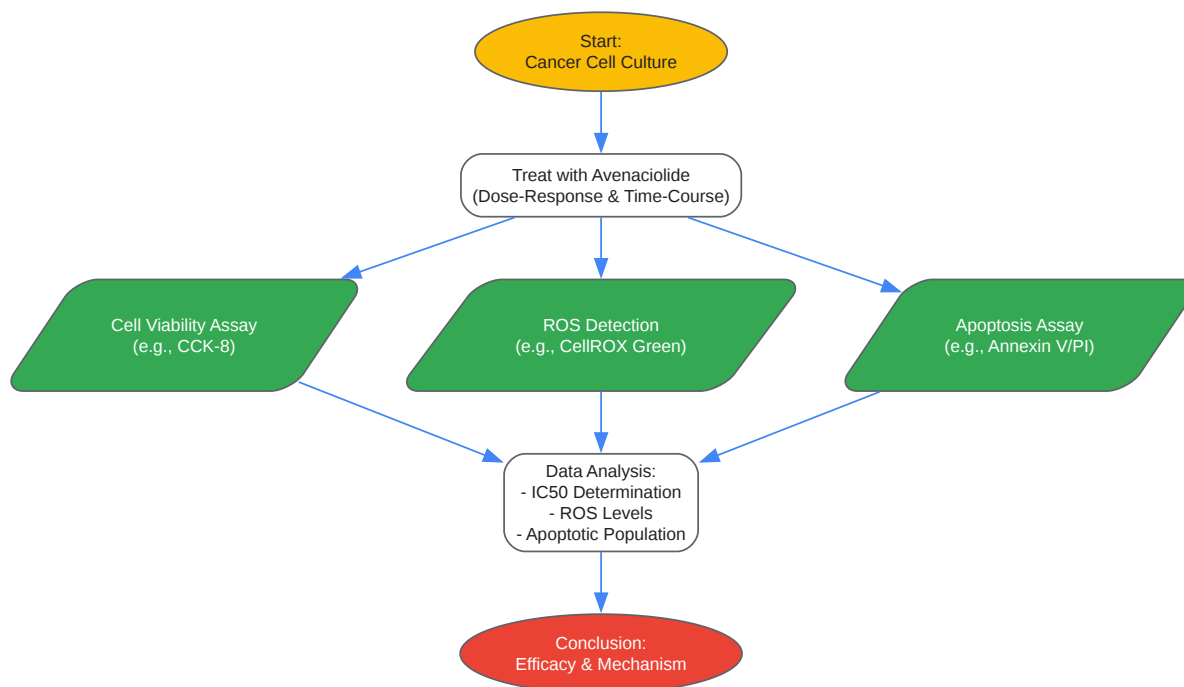 Start:
Cancer Cell Culture
Treat with Avenaciolide
(Dose-Response & Time-Course)
Cell Viability Assay
(e.g., CCK-8)
ROS Detection
(e.g., CellROX Green)
Apoptosis Assay
(e.g., Annexin V/PI)
Data Analysis:
- IC50 Determination
- ROS Levels
- Apoptotic Population
Conclusion:
Efficacy & Mechanism